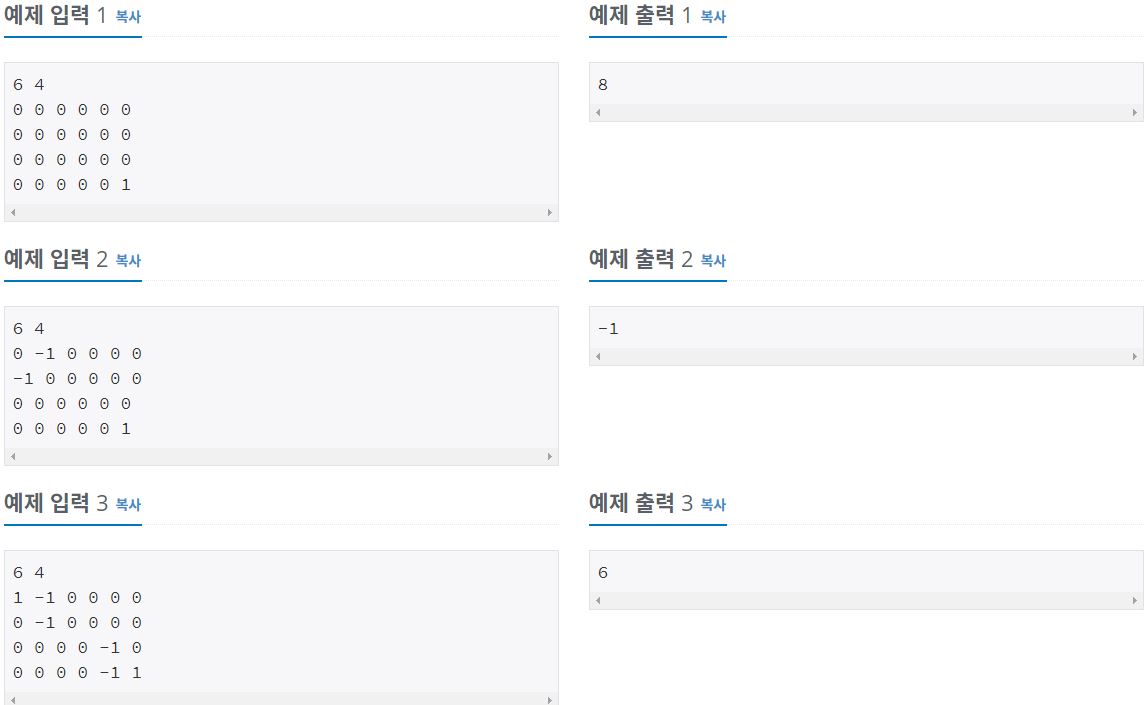 예제 입력 1 복사
예제 출력 1 복사
6 4
0 0 0 0 0 0
0 0 0 0 0 0
0 0 0 0 0 0
0 0 0 0 0 1
8
예제 입력 2 복사
예제 출력 2 복사
6 4
0 -1 0 0 0 0
-1 0 0 0 0 0
0 0 0 0 0 0
0 0 0 0 0 1
-1
예제 입력 3 복사
예제 출력 3 복사
6 4
1 -1 0 0 0 0
0 -1 0 0 0 0
0 0 0 0 -1 0
0 0 0 0 -1 1
6